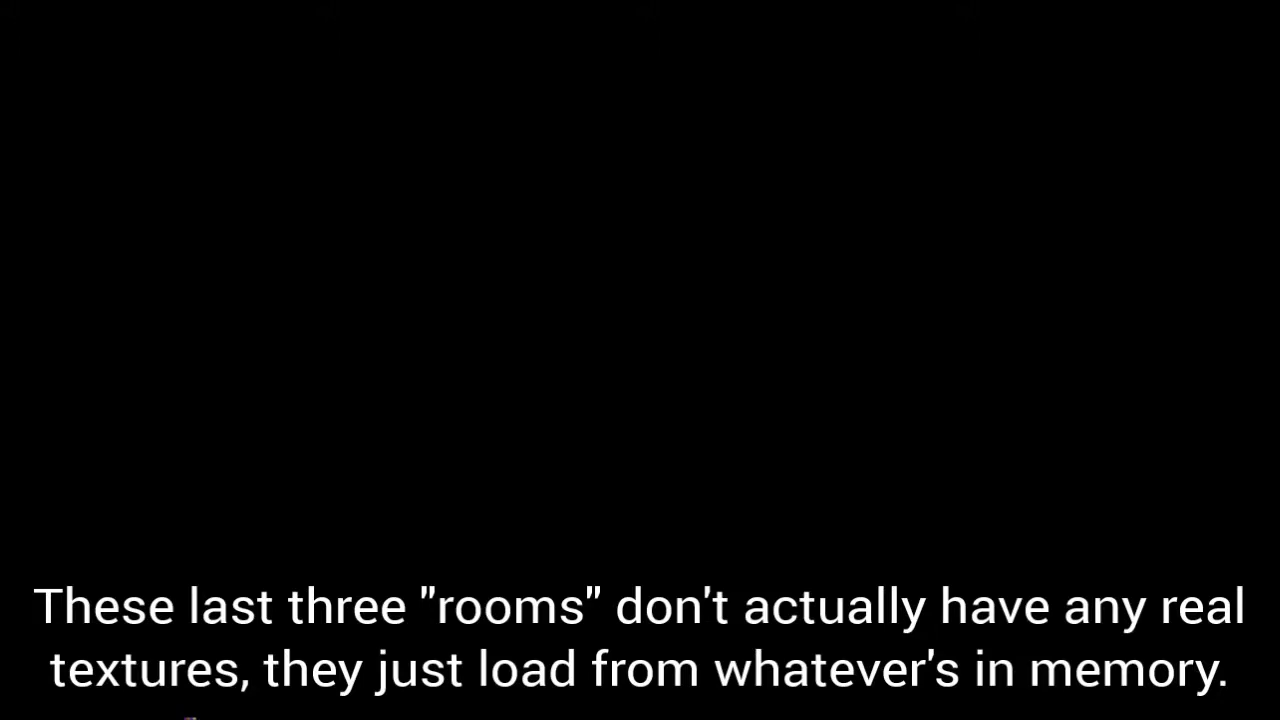 These last three "rooms" don't actually have any real
textures, they just load from whatever's in memory.